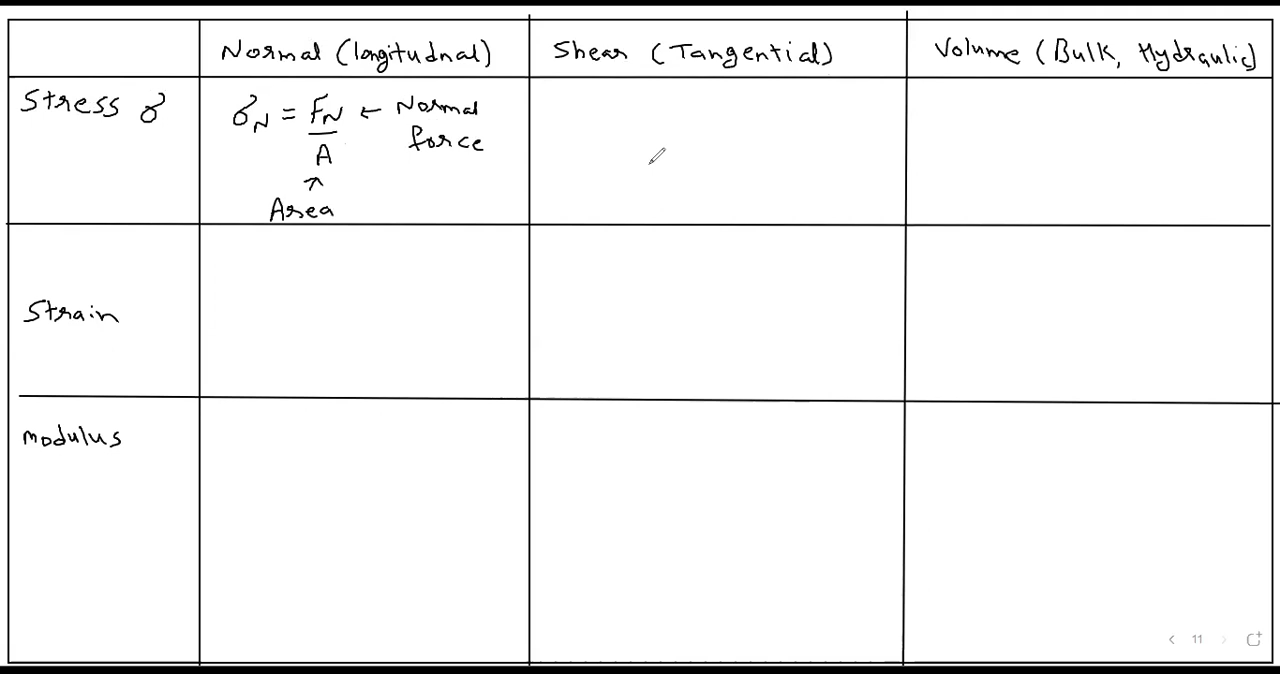 Normal (longitudnal)
Shear (Tangential)
Volume (Bulk, Hydraulic)
Stress σ
σN = FN ← Normal
force
A
↑
Area
Strain
modulus
< 11 >